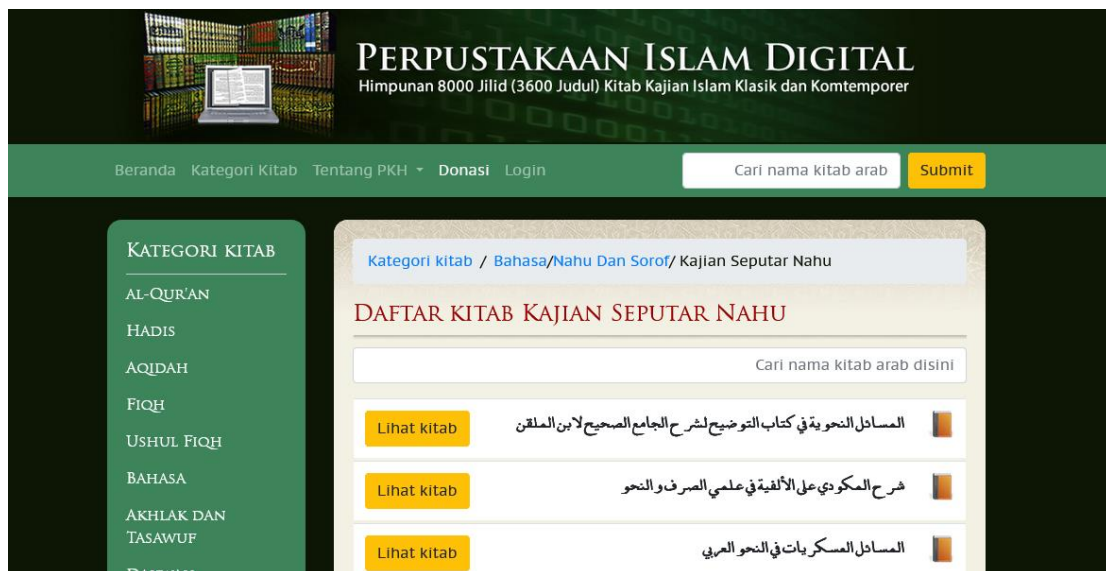 PERPUSTAKAAN ISLAM DIGITAL
Himpunan 8000 Jilid (3600 Judul) Kitab Kajian Islam Klasik dan Komtemporer
Beranda Kategori Kitab Tentang PKH Donasi Login
Cari nama kitab arab
Submit
KATEGORI KITAB
AL-QUR'AN
HADIS
AQIDAH
FIQH
USHUL FIQH
BAHASA
AKHLAK DAN
TASAWUF
Kategori kitab / Bahasa/Nahu Dan Sorof/ Kajian Seputar Nahu
DAFTAR KITAB KAJIAN SEPUTAR NAHU
Cari nama kitab arab disini
المسائل النحوية في كتاب التوضيح لشرح الجامع الصحيح لابن الملقن
Lihat kitab
شرح المكودي على الألفية في علمي الصرف والنحو
Lihat kitab
المسائل العسكريات في النحو العربي
Lihat kitab